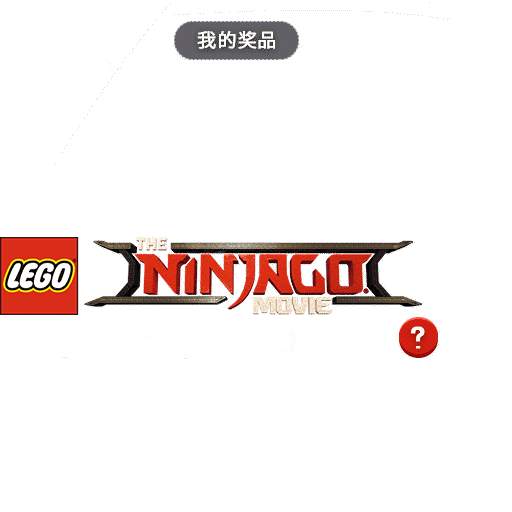 我的奖品
LEGO
THE
NINJAGO
MOVIE
?